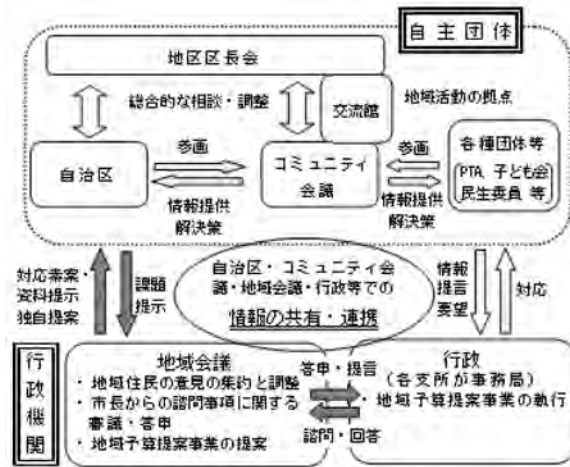 自主団体
地区区長会
総合的な相談・調整
交流館
地域活動の拠点
自治区
参画
情報提供
解決策
コミュニティ
会議
参画
情報提供
解決策
各種団体等
PTA、子ども会
民生委員 等
対応素案・
資料提示
独自提案
課題
提示
自治区・コミュニティ会
議・地域会議・行政等での
情報の共有・連携
情報
提言
要望
対応
行政機関
地域会議
・地域住民の意見の集約と調整
・市長からの諮問事項に関する
審議・答申
・地域予算提案事業の提案
答申・提言
諮問・回答
行政
(各支所が事務局)
・地域予算提案事業の執行